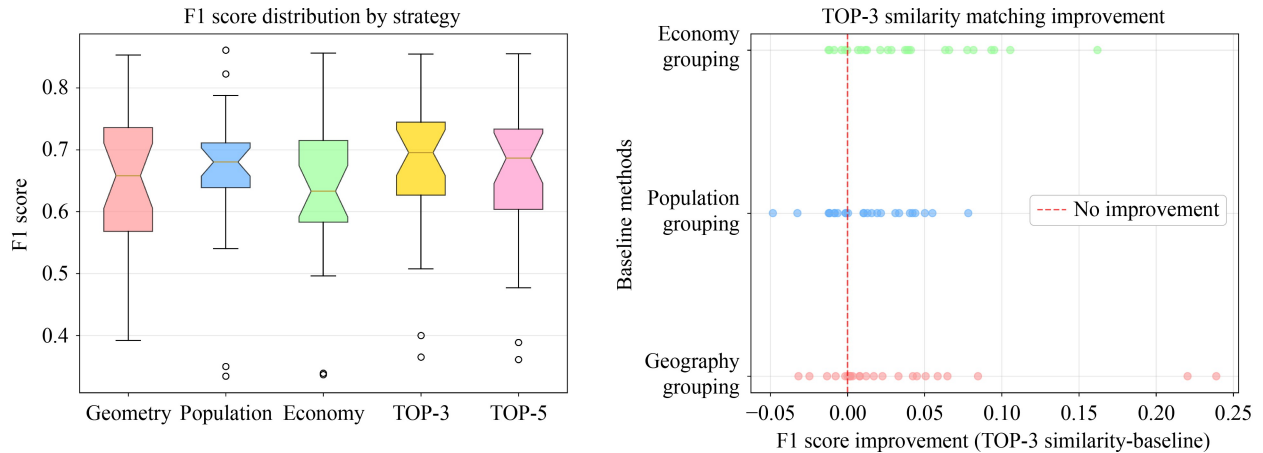 F1 score distribution by strategy
F1 score
0.8
0.7
0.6
0.5
0.4
Geometry
Population
Economy
TOP-3
TOP-5
TOP-3 smilarity matching improvement
Baseline methods
Economy
grouping
Population
grouping
Geography
grouping
No improvement
−0.05
0.00
0.05
0.10
0.15
0.20
0.25
F1 score improvement (TOP-3 similarity-baseline)